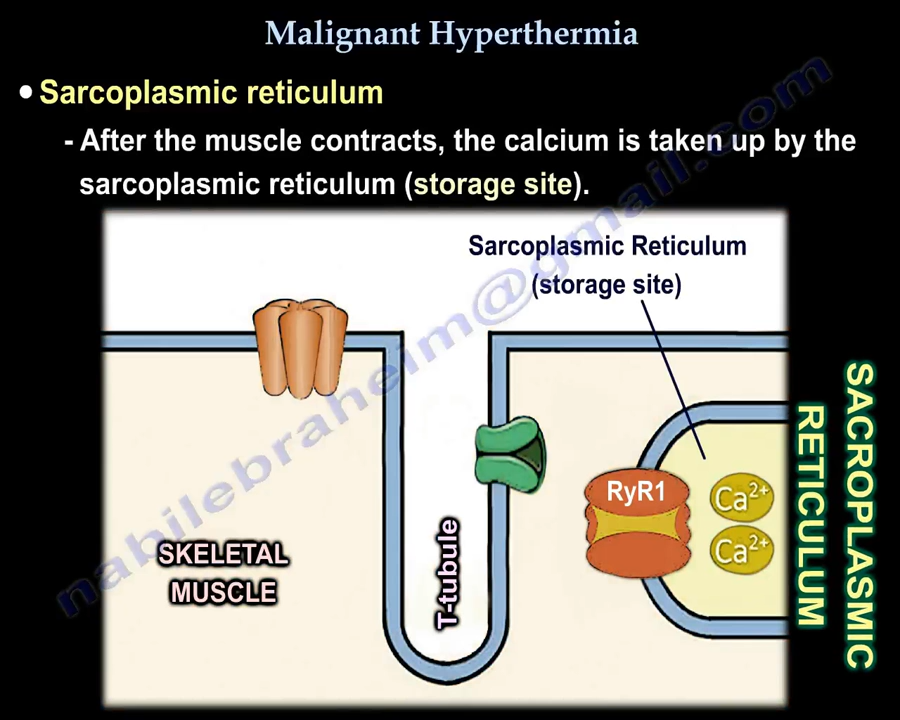 Malignant Hyperthermia
• Sarcoplasmic reticulum
- After the muscle contracts, the calcium is taken up by the
sarcoplasmic reticulum (storage site).
Sarcoplasmic Reticulum
(storage site)
RyR1
Ca²⁺
Ca²⁺
SKELETAL
MUSCLE
T-tubule
SACROPLASMIC
RETICULUM
nabilebraheim@gmail.com